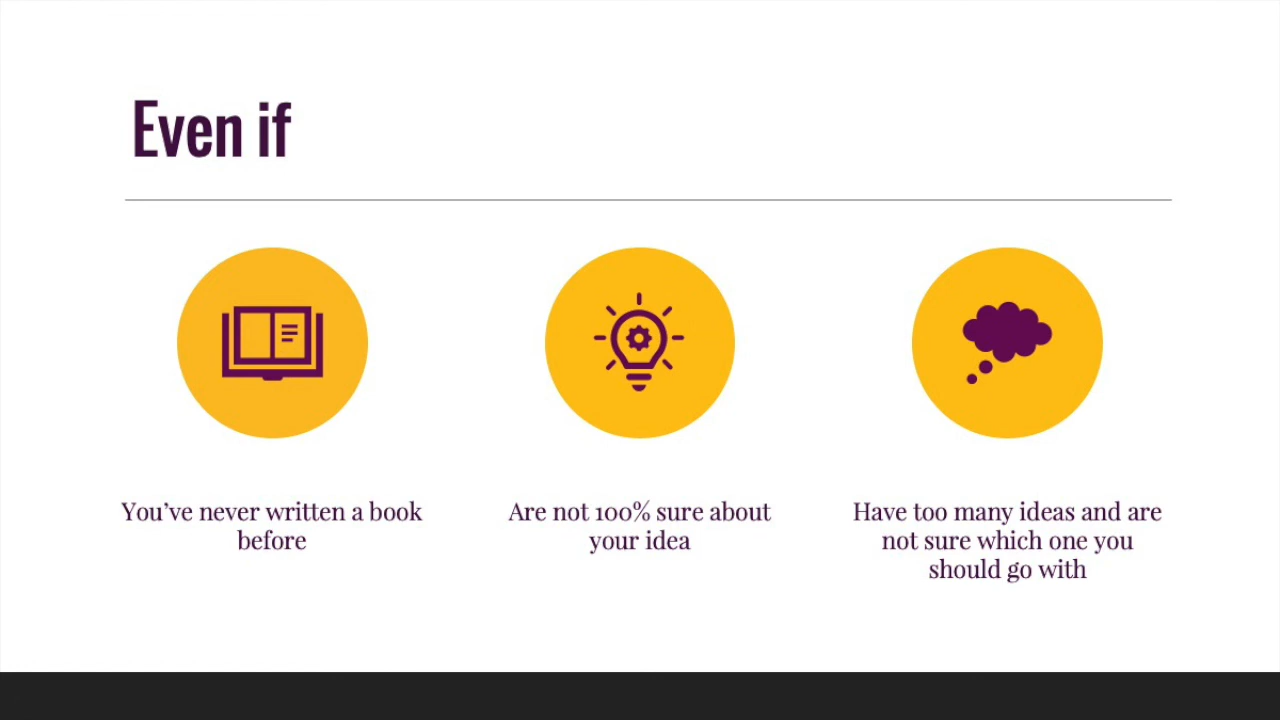 Even if
You’ve never written a book
before
Are not 100% sure about
your idea
Have too many ideas and are
not sure which one you
should go with